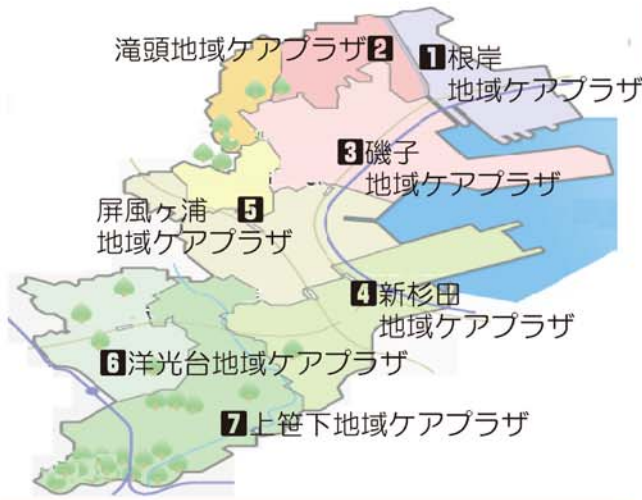 滝頭地域ケアプラザ2
1根岸
地域ケアプラザ
3磯子
地域ケアプラザ
屏風ヶ浦 5
地域ケアプラザ
4新杉田
地域ケアプラザ
6洋光台地域ケアプラザ
7上笹下地域ケアプラザ